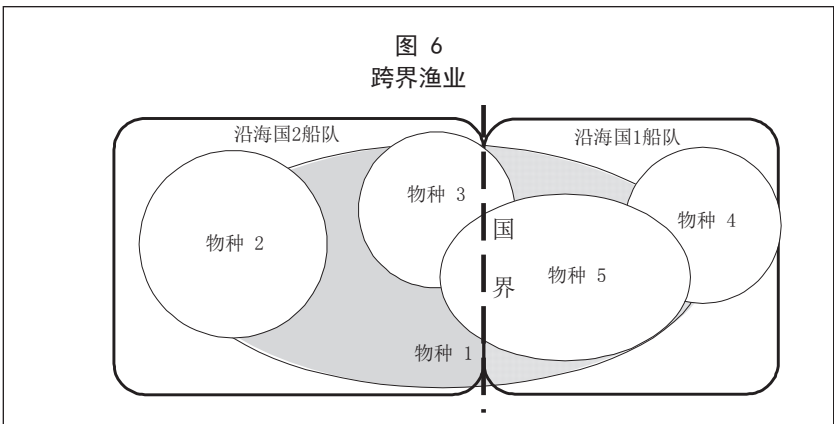 图 6
跨界渔业
沿海国2船队
沿海国1船队
物种 3
物种 4
物种 2
国
界
物种 5
物种 1